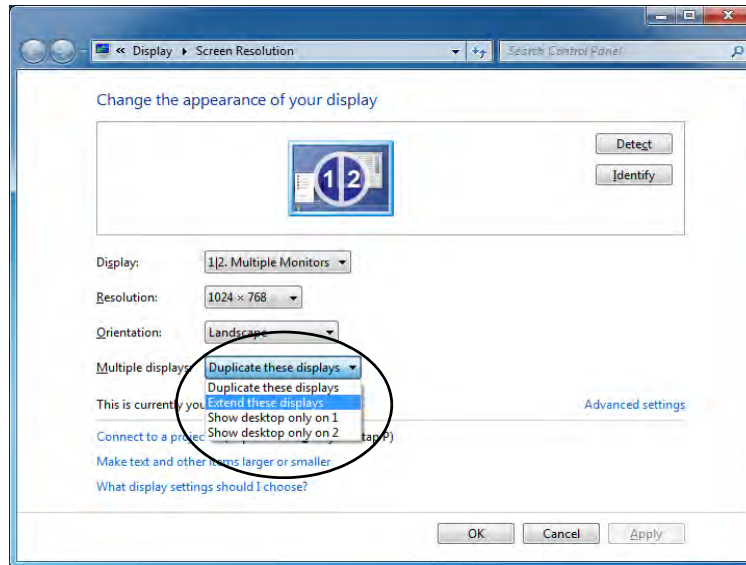 « Display ▸ Screen Resolution
Search Control Panel
Change the appearance of your display
1 2
Detect
Identify
Display: 1|2. Multiple Monitors
Resolution: 1024 × 768
Orientation: Landscape
Multiple displays: Duplicate these displays
Duplicate these displays
Extend these displays
This is currently you
Show desktop only on 1
Advanced settings
Show desktop only on 2
Connect to a projec tap P)
Make text and other items larger or smaller
What display settings should I choose?
OK Cancel Apply